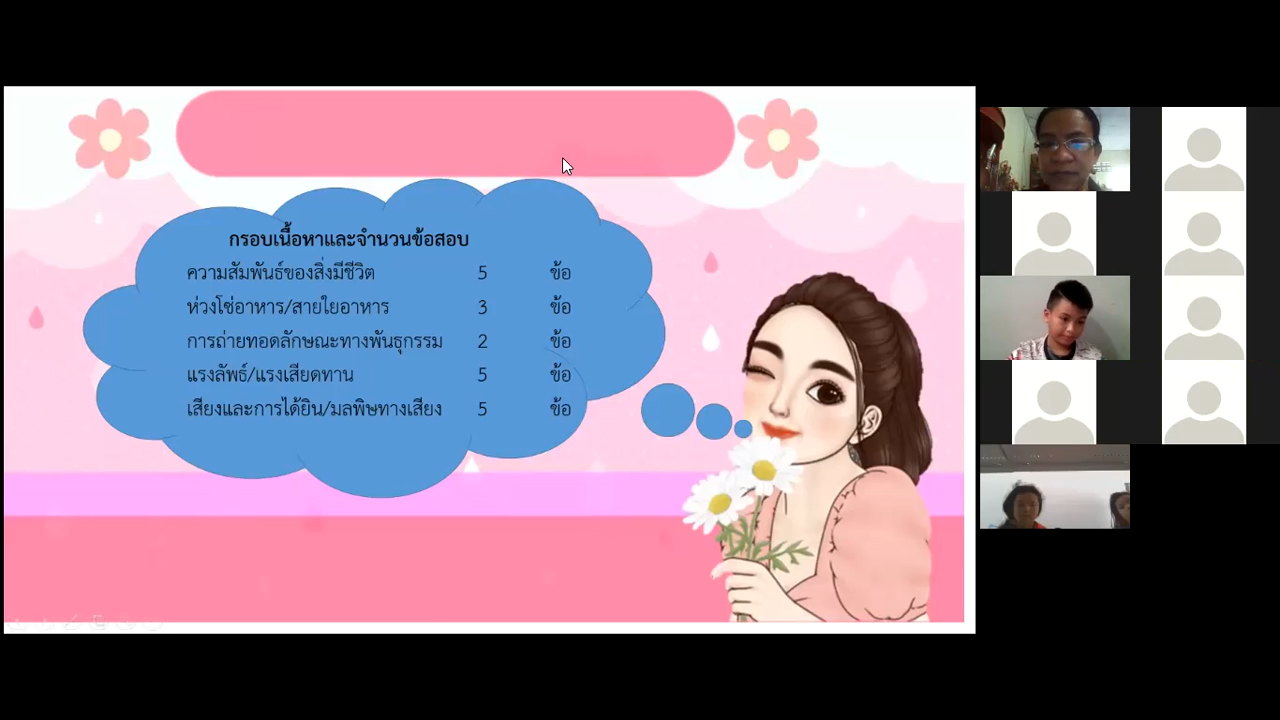 กรอบเนื้อหาและจำนวนข้อสอบ
ความสัมพันธ์ของสิ่งมีชีวิต 5 ข้อ
ห่วงโซ่อาหาร/สายใยอาหาร 3 ข้อ
การถ่ายทอดลักษณะทางพันธุกรรม 2 ข้อ
แรงลัพธ์/แรงเสียดทาน 5 ข้อ
เสียงและการได้ยิน/มลพิษทางเสียง 5 ข้อ